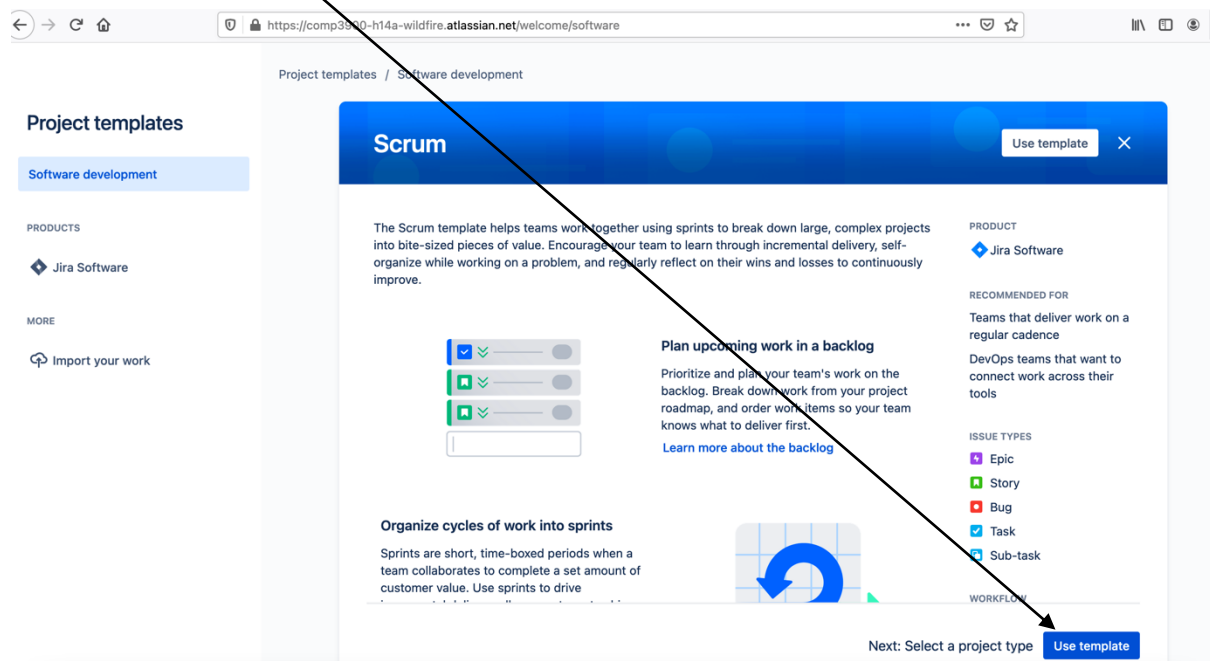 https://comp3900-h14a-wildfire.atlassian.net/welcome/software
Project templates / Software development
Project templates
Software development
PRODUCTS
Jira Software
MORE
Import your work
Scrum
Use template
The Scrum template helps teams work together using sprints to break down large, complex projects
into bite-sized pieces of value. Encourage your team to learn through incremental delivery, self-
organize while working on a problem, and regularly reflect on their wins and losses to continuously
improve.
Plan upcoming work in a backlog
Prioritize and plan your team's work on the
backlog. Break down work from your project
roadmap, and order work items so your team
knows what to deliver first.
Learn more about the backlog
Organize cycles of work into sprints
Sprints are short, time-boxed periods when a
team collaborates to complete a set amount of
customer value. Use sprints to drive
PRODUCT
Jira Software
RECOMMENDED FOR
Teams that deliver work on a
regular cadence
DevOps teams that want to
connect work across their
tools
ISSUE TYPES
Epic
Story
Bug
Task
Sub-task
WORKFLOW
Next: Select a project type
Use template